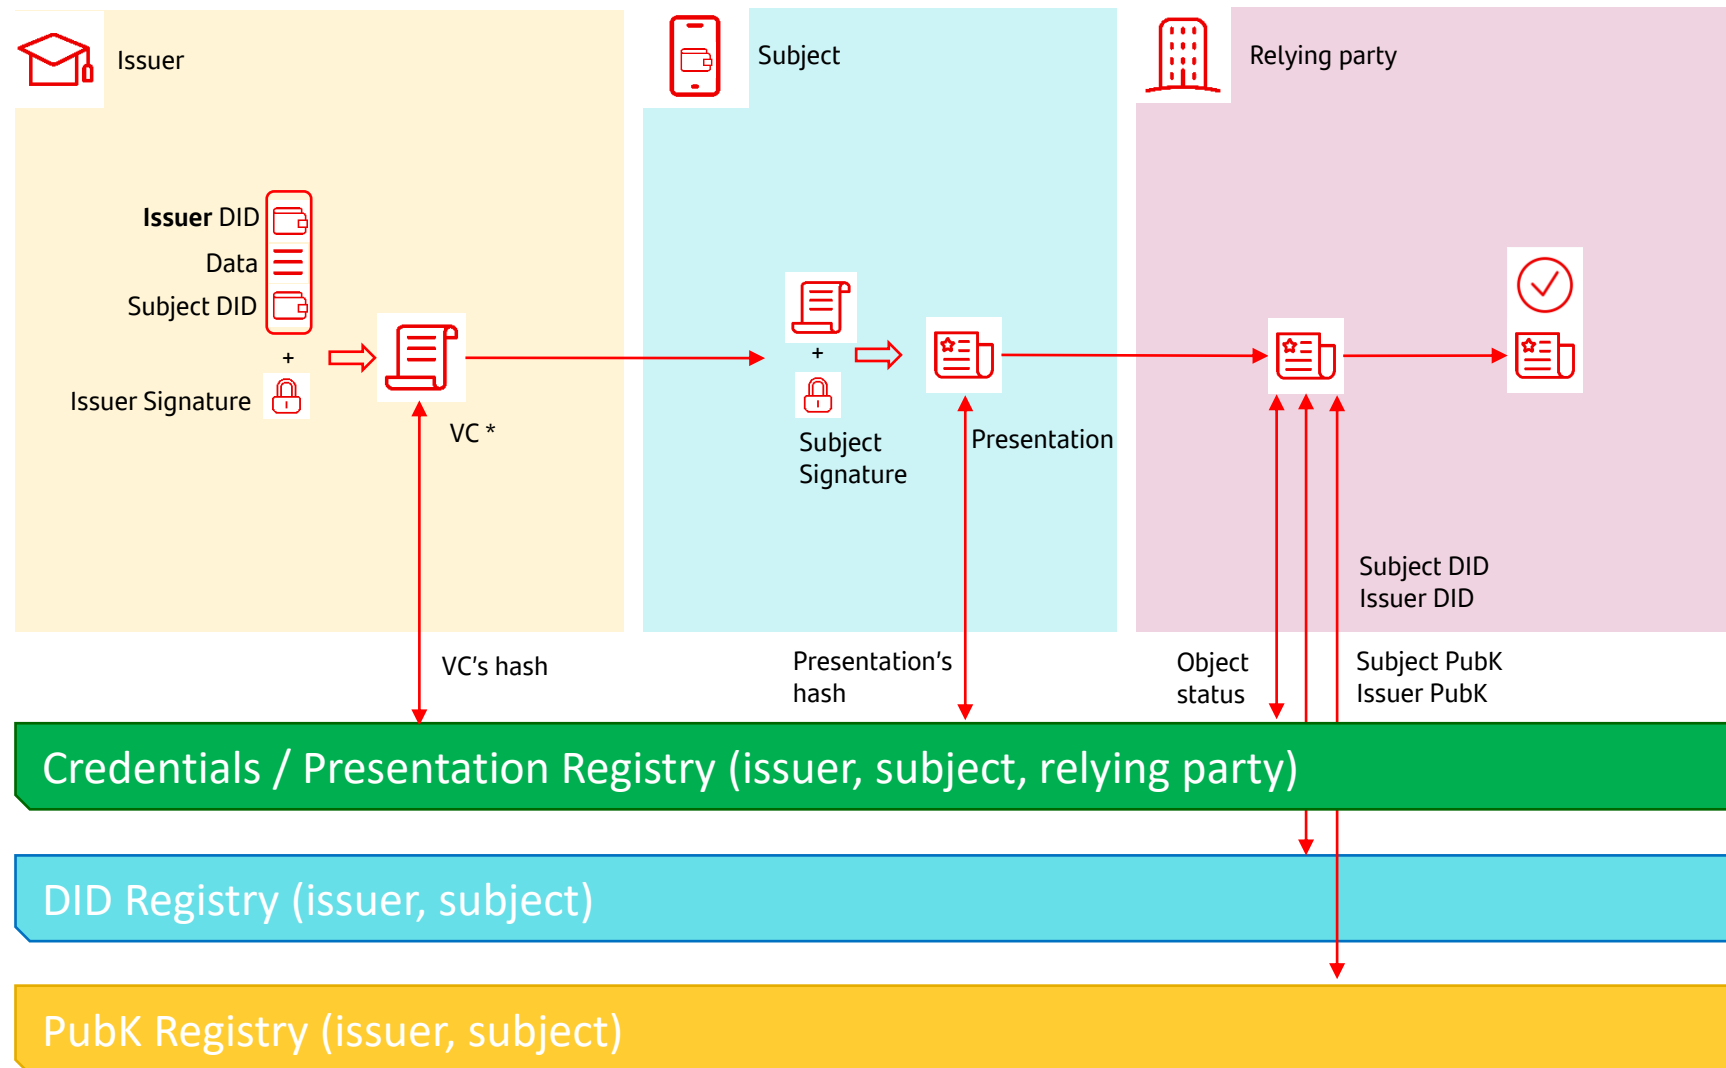 Issuer
Subject
Relying party
Issuer DID
Data
Subject DID
+
Issuer Signature
VC *
+
Subject
Signature
Presentation
Subject DID
Issuer DID
VC's hash
Presentation's
hash
Object
status
Subject PubK
Issuer PubK
Credentials / Presentation Registry (issuer, subject, relying party)
DID Registry (issuer, subject)
PubK Registry (issuer, subject)